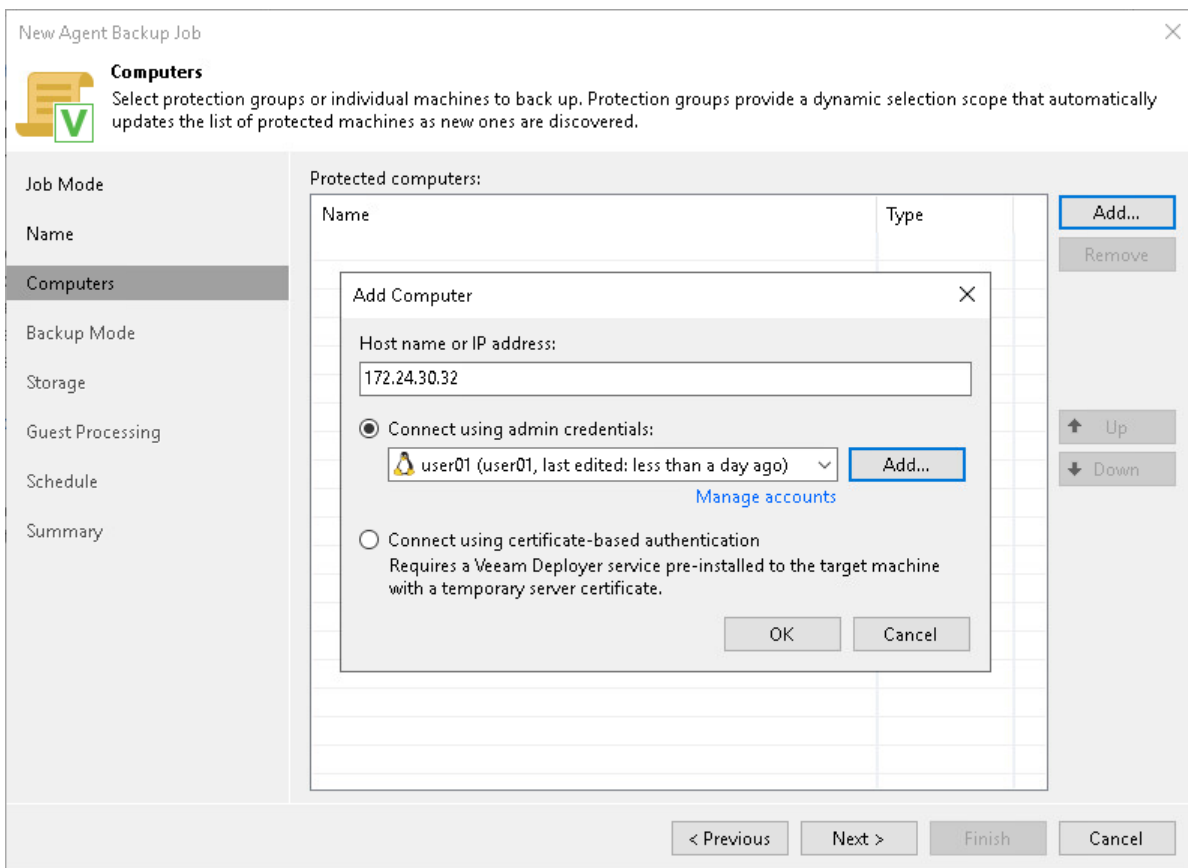 New Agent Backup Job
Computers
Select protection groups or individual machines to back up. Protection groups provide a dynamic selection scope that automatically
updates the list of protected machines as new ones are discovered.
Job Mode
Name
Computers
Backup Mode
Storage
Guest Processing
Schedule
Summary
Protected computers:
Name Type
Add...
Remove
Up
Down
Add Computer
Host name or IP address:
172.24.30.32
Connect using admin credentials:
user01 (user01, last edited: less than a day ago) Add...
Manage accounts
Connect using certificate-based authentication
Requires a Veeam Deployer service pre-installed to the target machine
with a temporary server certificate.
OK Cancel
< Previous Next > Finish Cancel